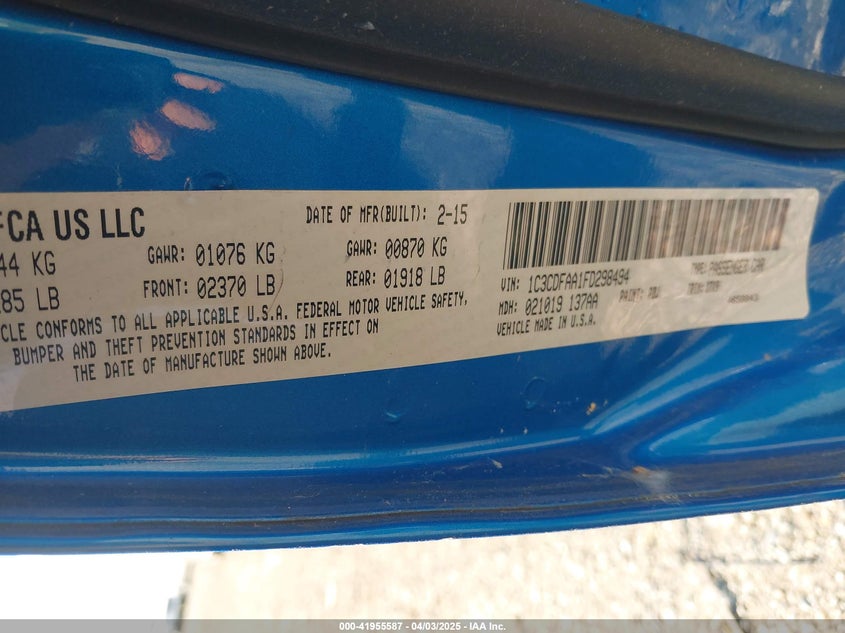 FCA US LLC
DATE OF MFR(BUILT): 2-15
44 KG
GAWR: 01076 KG
GAWR: 00870 KG
85 LB
FRONT: 02370 LB
REAR: 01918 LB
CLE CONFORMS TO ALL APPLICABLE U.S.A. FEDERAL MOTOR VEHICLE SAFETY,
BUMPER AND THEFT PREVENTION STANDARDS IN EFFECT ON
THE DATE OF MANUFACTURE SHOWN ABOVE.
VIN: 1C3CDFAA1FD298494
TYPE: PASSENGER CAR
MDH: 021019 137AA
PAINT:
TRIM:
VEHICLE MADE IN U.S.A.
000-41955587 - 04/03/2025 - IAA Inc.